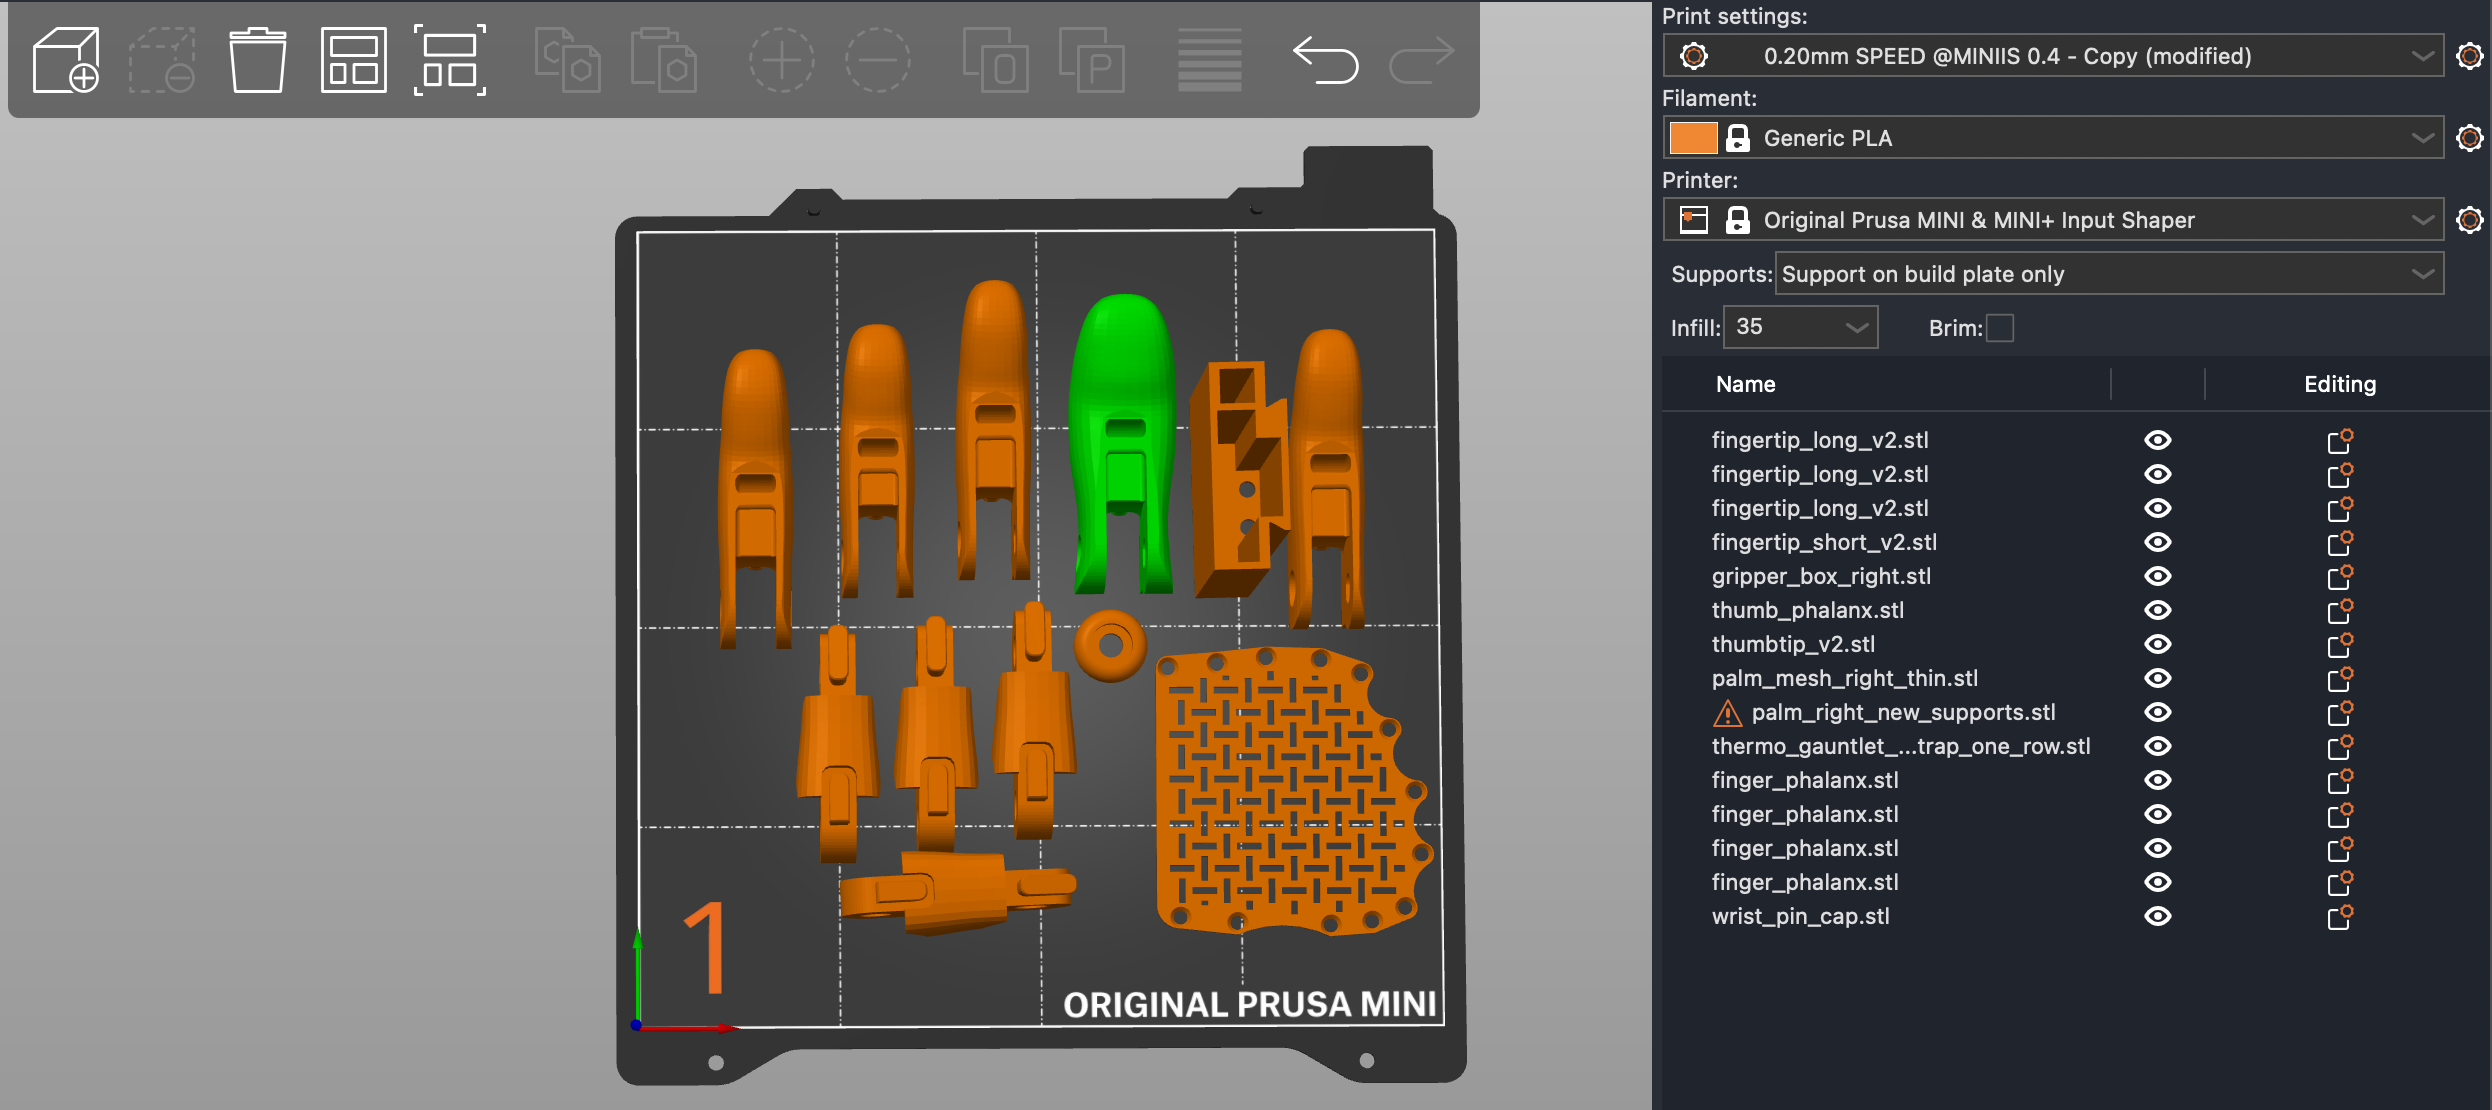 Print settings:
0.20mm SPEED @MINIIS 0.4 - Copy (modified)
Filament:
Generic PLA
Printer:
Original Prusa MINI & MINI+ Input Shaper
Supports: Support on build plate only
Infill: 35 Brim:
Name Editing
fingertip_long_v2.stl
fingertip_long_v2.stl
fingertip_long_v2.stl
fingertip_short_v2.stl
gripper_box_right.stl
thumb_phalanx.stl
thumbtip_v2.stl
palm_mesh_right_thin.stl
palm_right_new_supports.stl
thermo_gauntlet_...trap_one_row.stl
finger_phalanx.stl
finger_phalanx.stl
finger_phalanx.stl
finger_phalanx.stl
wrist_pin_cap.stl
O P
1
ORIGINAL PRUSA MINI